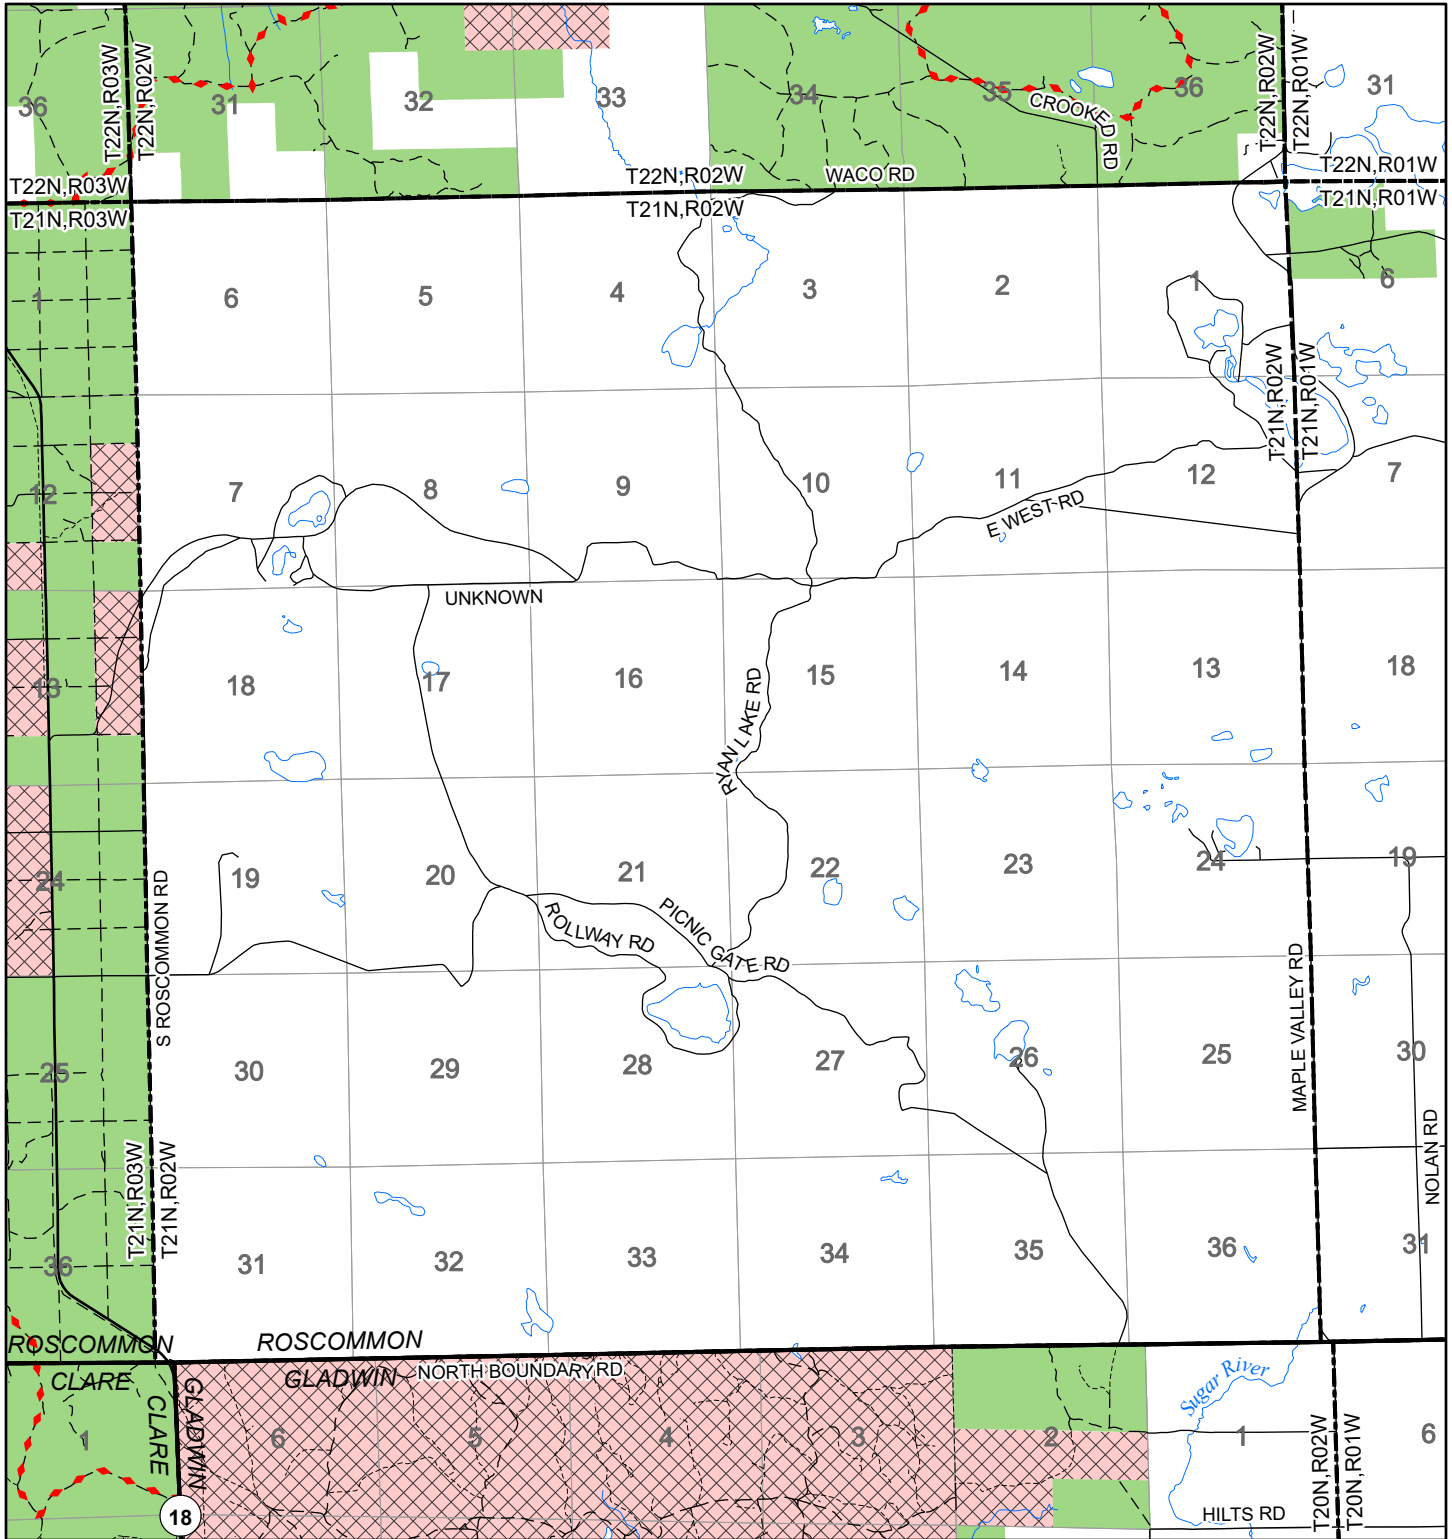 36
T22N,R03W
T22N,R02W
31
32
33
34
35
CROOKED RD
36
T22N,R02W
T22N,R01W
31
T22N,R03W
T21N,R03W
T22N,R02W
T21N,R02W
WACO RD
T22N,R01W
T21N,R01W
1
6
5
4
3
2
1
6
T21N,R02W
T21N,R01W
12
7
8
9
10
11
12
7
E WEST RD
UNKNOWN
13
18
17
16
15
14
13
18
RYAN LAKE RD
24
19
20
21
22
23
24
19
S ROSCOMMON RD
ROLLWAY RD
PICNIC GATE RD
MAPLE VALLEY RD
25
30
29
28
27
26
25
30
NOLAN RD
T21N,R03W
T21N,R02W
36
31
32
33
34
35
36
31
ROSCOMMON
ROSCOMMON
CLARE
GLADWIN
NORTH BOUNDARY RD
CLARE
GLADWIN
Sugar River
1
6
5
4
3
2
1
6
T20N,R02W
T20N,R01W
18
HILTS RD